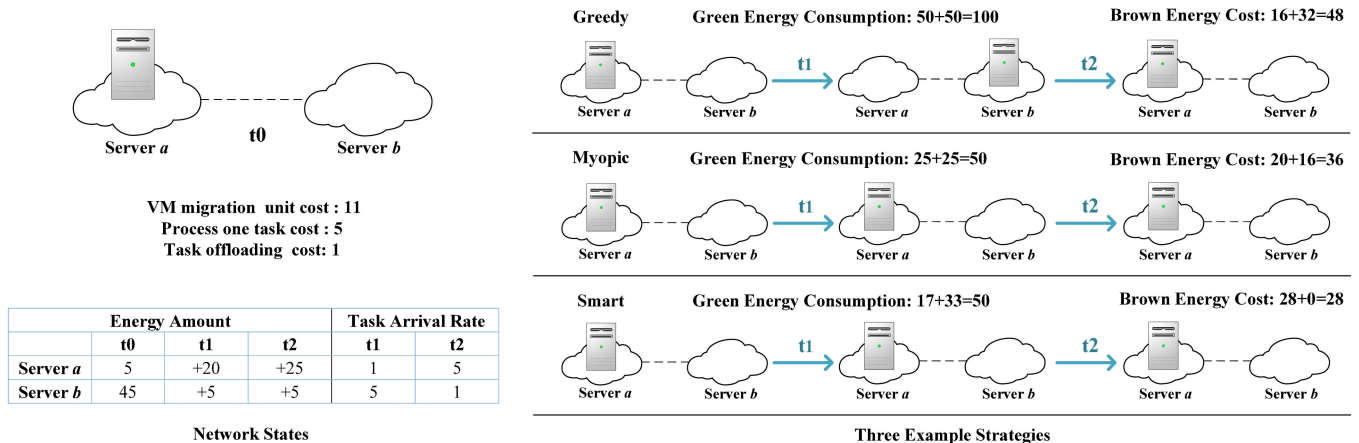 t0
Server a
Server b
VM migration unit cost : 11
Process one task cost : 5
Task offloading cost: 1
Energy Amount Task Arrival Rate
t0 t1 t2 t1 t2
Server a 5 +20 +25 1 5
Server b 45 +5 +5 5 1
Network States
Greedy Green Energy Consumption: 50+50=100 Brown Energy Cost: 16+32=48
t1 t2
Server a Server b Server a Server b Server a Server b
Myopic Green Energy Consumption: 25+25=50 Brown Energy Cost: 20+16=36
t1 t2
Server a Server b Server a Server b Server a Server b
Smart Green Energy Consumption: 17+33=50 Brown Energy Cost: 28+0=28
t1 t2
Server a Server b Server a Server b Server a Server b
Three Example Strategies